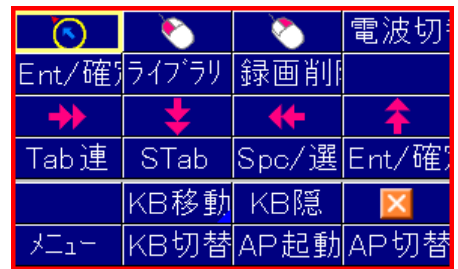 電波切
Ent/確 ライブラリ 録画削
Tab連 STab Spc/選 Ent/確
KB移動 KB隠
メニュー KB切替 AP起動 AP切替